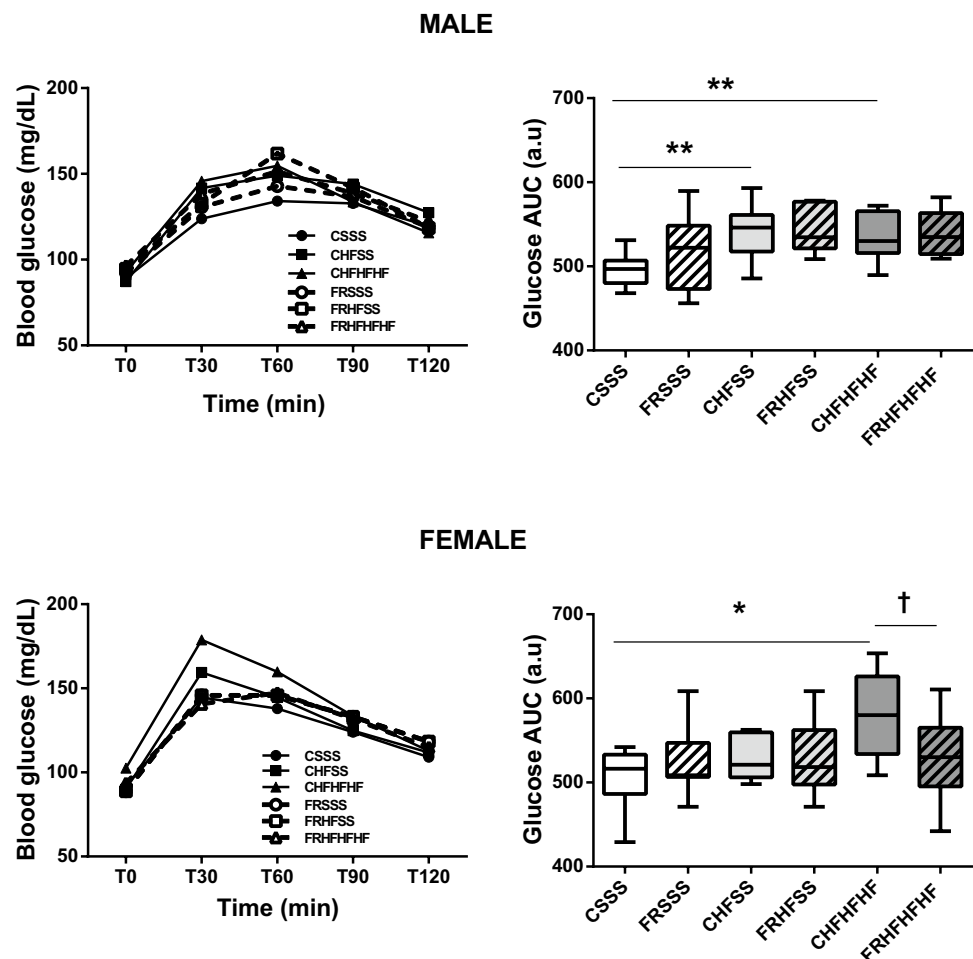 MALE
Blood glucose (mg/dL)
200
150
100
50
T0 T30 T60 T90 T120
Time (min)
CSSS
CHFSS
CHFHFHF
FRSSS
FRHFSS
FRHFHFHF
Glucose AUC (a.u)
700
600
500
400
**
**
CSSS
FRSSS
CHFSS
FRHFSS
CHFHFHF
FRHFHFHF
FEMALE
Blood glucose (mg/dL)
200
150
100
50
T0 T30 T60 T90 T120
Time (min)
CSSS
CHFSS
CHFHFHF
FRSSS
FRHFSS
FRHFHFHF
Glucose AUC (a.u)
700
600
500
400
*
†
CSSS
FRSSS
CHFSS
FRHFSS
CHFHFHF
FRHFHFHF